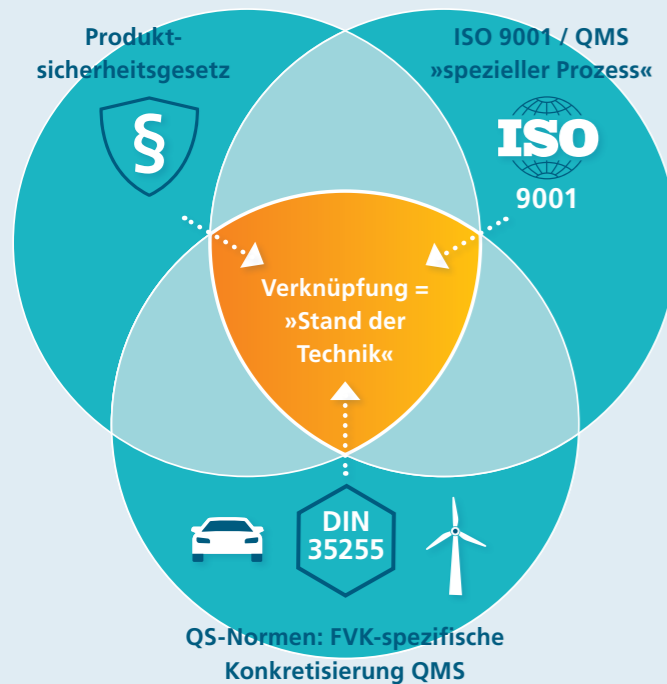 Produkt-
sicherheitsgesetz
§
ISO 9001 / QMS
»spezieller Prozess«
ISO
9001
Verknüpfung =
»Stand der
Technik«
DIN
35255
QS-Normen: FVK-spezifische
Konkretisierung QMS